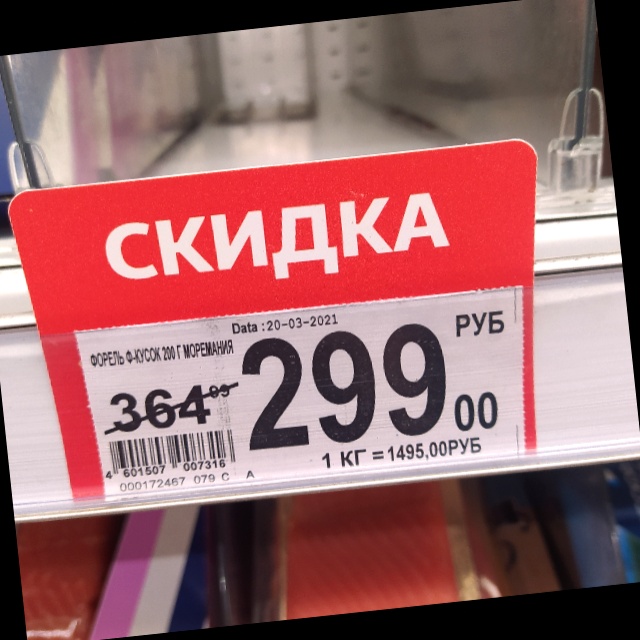 СКИДКА
Data :20-03-2021
РУБ
ФОРЕЛЬ Ф-КУСОК 200 Г МОРЕМАНИЯ
364
299 00
4 601507 007316
1 КГ =1495,00РУБ
000172467 079 С А